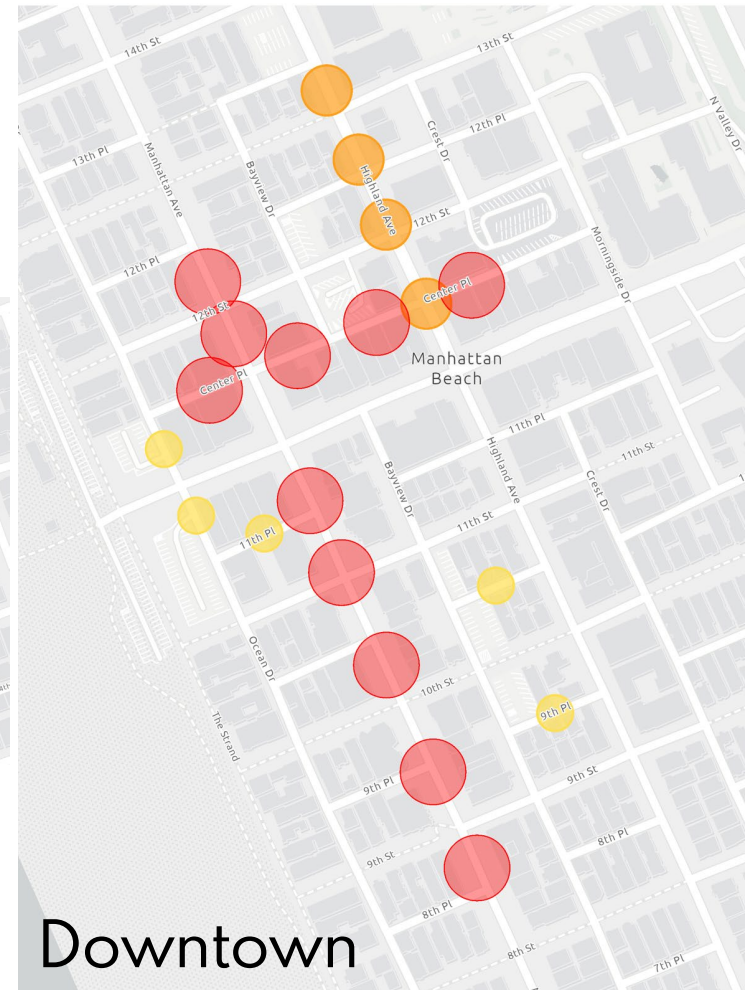 13th St
14th St
N Valley Dr
12th Pl
Crest Dr
13th Pl
Manhattan Ave
Bayview Dr
Highland Ave
12th St
Morningside Dr
12th Pl
12th St
Center Pl
Manhattan
Beach
Center Pl
11th Pl
11th St
Highland Ave
Bayview Dr
Crest Dr
11th St
11th Pl
Ocean Dr
10th St
The Strand
9th Pl
9th St
9th Pl
8th Pl
9th St
8th Pl
8th St
7th Pl
Downtown